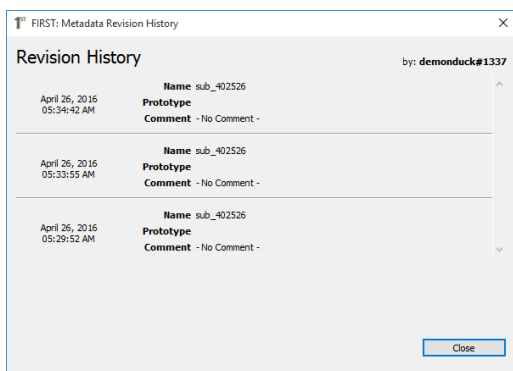 1ST FIRST: Metadata Revision History
Revision History
by: demonduck#1337
April 26, 2016
05:34:42 AM
Name sub_402526
Prototype
Comment - No Comment -
April 26, 2016
05:33:55 AM
Name sub_402526
Prototype
Comment - No Comment -
April 26, 2016
05:29:52 AM
Name sub_402526
Prototype
Comment - No Comment -
Close